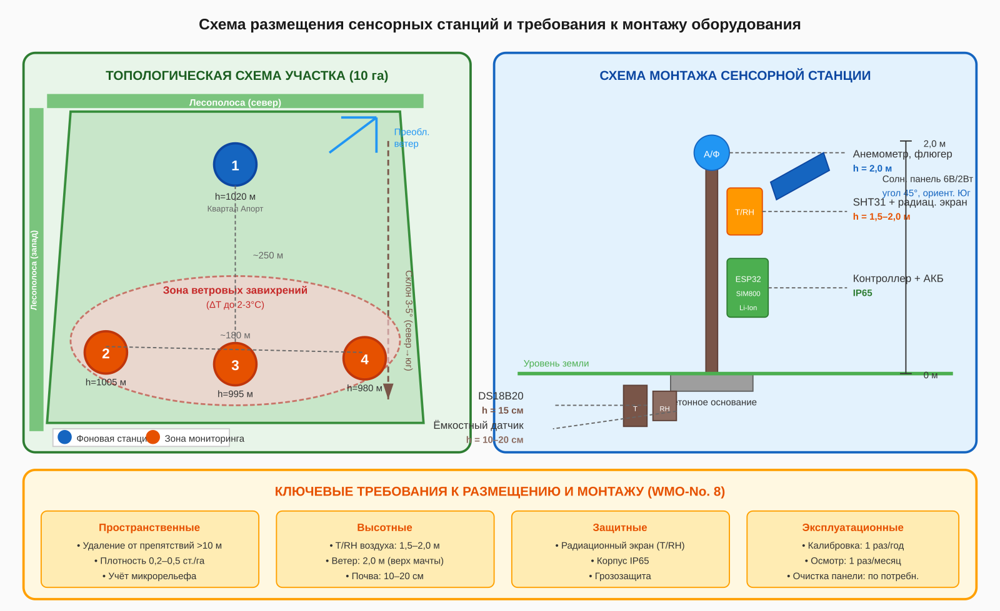 Схема размещения сенсорных станций и требования к монтажу оборудования
ТОПОЛОГИЧЕСКАЯ СХЕМА УЧАСТКА (10 га)
Лесополоса (север)
Лесополоса (запад)
Преобл.
ветер
1
h=1020 м
Квартал Апорт
~250 м
Склон 3-5° (север→юг)
Зона ветровых завихрений
(ΔT до 2-3°C)
~180 м
2
3
4
h=1005 м
h=995 м
h=980 м
Фоновая станци
Зона мониторинга
СХЕМА МОНТАЖА СЕНСОРНОЙ СТАНЦИИ
А/Ф
2,0 м
Анемометр, флюгер
h = 2,0 м
Солн. панель 6В/2Вт
угол 45°, ориент. Юг
T/RH
SHT31 + радиац. экран
h = 1,5–2,0 м
ESP32
SIM800
Li-Ion
Контроллер + АКБ
IP65
Уровень земли
0 м
DS18B20
h = 15 см
T
RH
етонное основание
Ёмкостный датчик
h = 10–20 см
КЛЮЧЕВЫЕ ТРЕБОВАНИЯ К РАЗМЕЩЕНИЮ И МОНТАЖУ (WMO-No. 8)
Пространственные
• Удаление от препятствий >10 м
• Плотность 0,2–0,5 ст./га
• Учёт микрорельефа
Высотные
• T/RH воздуха: 1,5–2,0 м
• Ветер: 2,0 м (верх мачты)
• Почва: 10–20 см
Защитные
• Радиационный экран (T/RH)
• Корпус IP65
• Грозозащита
Эксплуатационные
• Калибровка: 1 раз/год
• Осмотр: 1 раз/месяц
• Очистка панели: по потребн.